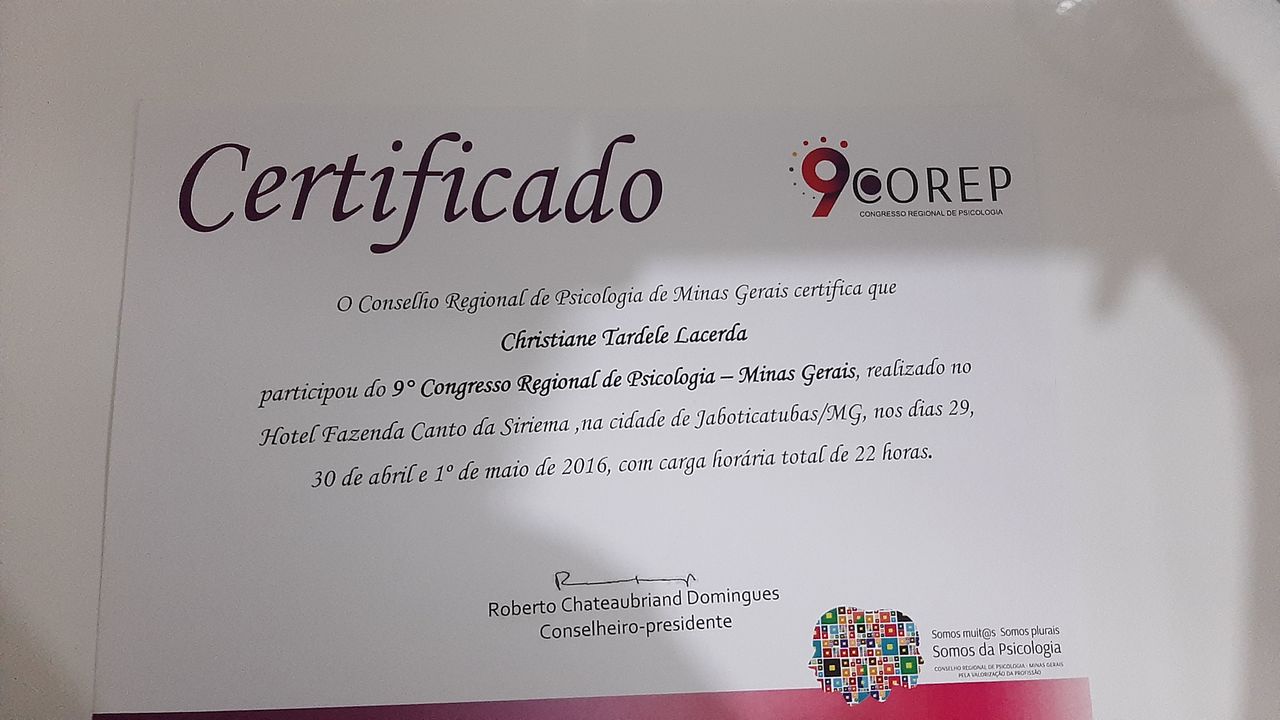 Certificado
9 COREP
CONGRESSO REGIONAL DE PSICOLOGIA
O Conselho Regional de Psicologia de Minas Gerais certifica que
Christiane Tardele Lacerda
participou do 9° Congresso Regional de Psicologia – Minas Gerais, realizado no
Hotel Fazenda Canto da Siriema ,na cidade de Jaboticatubas/MG, nos dias 29,
30 de abril e 1º de maio de 2016, com carga horária total de 22 horas.
Roberto Chateaubriand Domingues
Conselheiro-presidente
Somos muit@s Somos plurais
Somos da Psicologia
CONSELHO REGIONAL DE PSICOLOGIA - MINAS GERAIS
PELA VALORIZAÇÃO DA PROFISSÃO